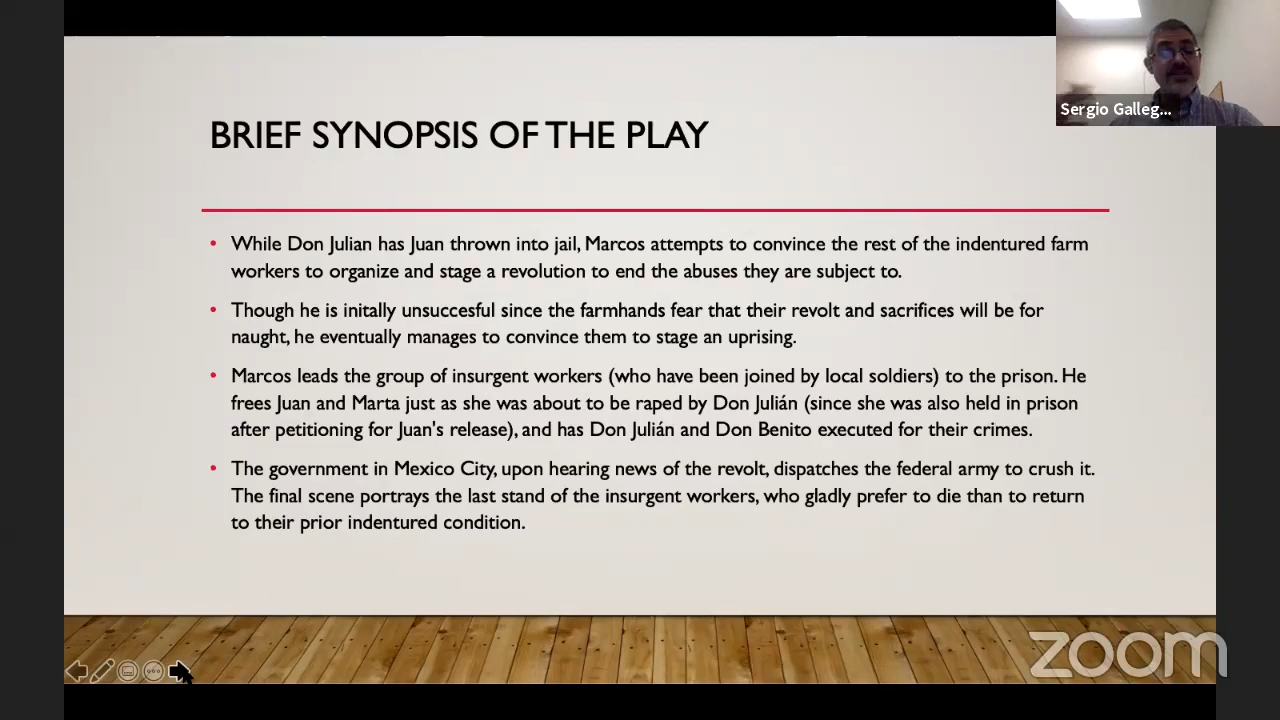 Sergio Galleg...
BRIEF SYNOPSIS OF THE PLAY
• While Don Julian has Juan thrown into jail, Marcos attempts to convince the rest of the indentured farm
workers to organize and stage a revolution to end the abuses they are subject to.
• Though he is initally unsuccesful since the farmhands fear that their revolt and sacrifices will be for
naught, he eventually manages to convince them to stage an uprising.
• Marcos leads the group of insurgent workers (who have been joined by local soldiers) to the prison. He
frees Juan and Marta just as she was about to be raped by Don Julián (since she was also held in prison
after petitioning for Juan's release), and has Don Julián and Don Benito executed for their crimes.
• The government in Mexico City, upon hearing news of the revolt, dispatches the federal army to crush it.
The final scene portrays the last stand of the insurgent workers, who gladly prefer to die than to return
to their prior indentured condition.
zoom